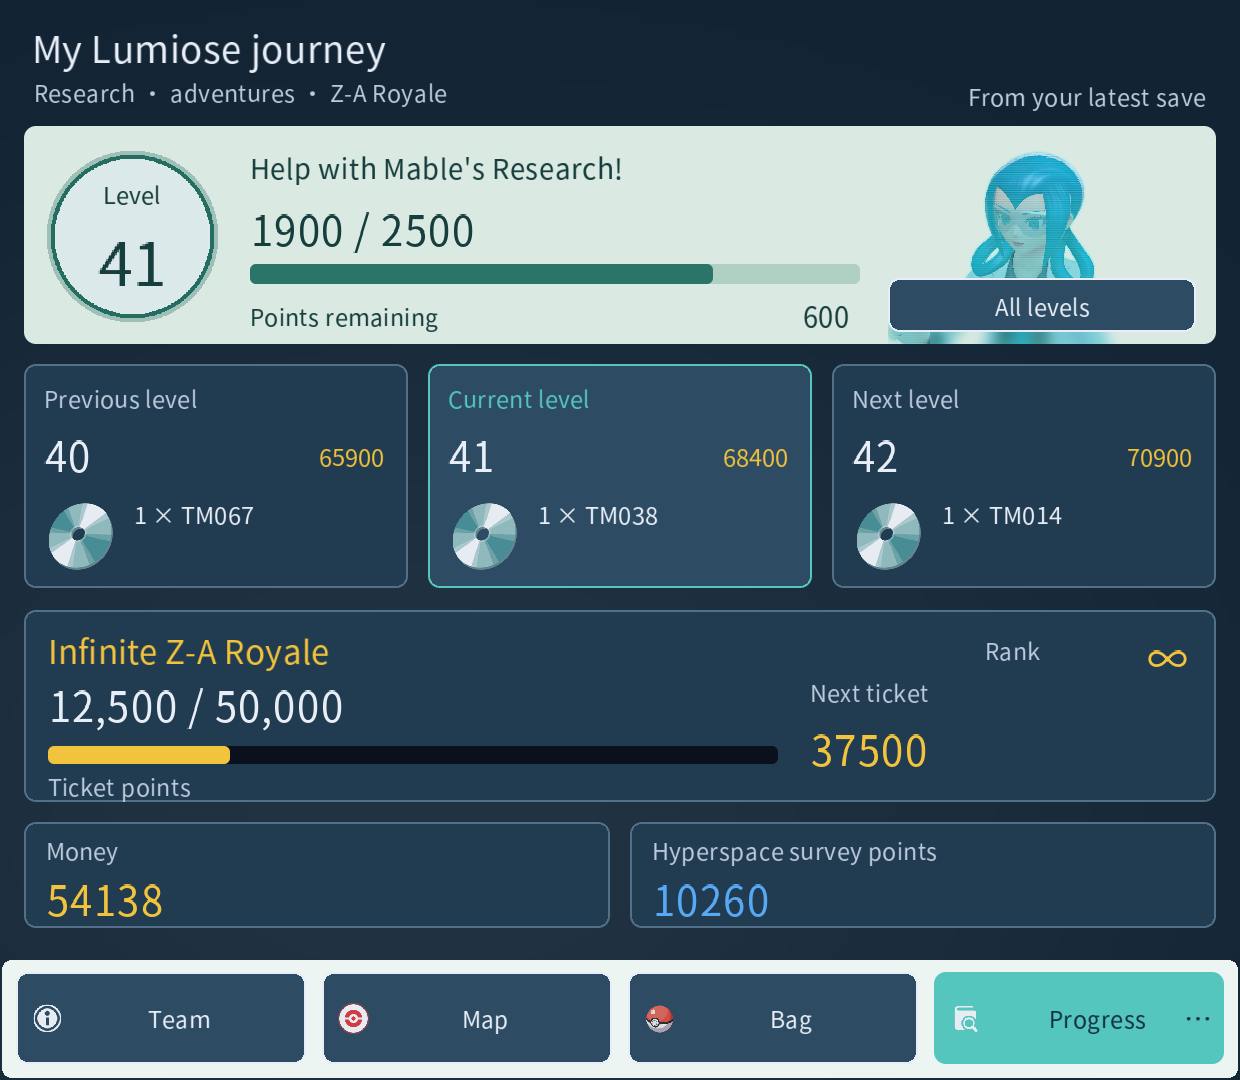 My Lumiose journey
Research • adventures • Z-A Royale
From your latest save
Level
41
Help with Mable's Research!
1900 / 2500
Points remaining
600
All levels
Previous level
40
65900
1 × TM067
Current level
41
68400
1 × TM038
Next level
42
70900
1 × TM014
Infinite Z-A Royale
12,500 / 50,000
Ticket points
Rank
∞
Next ticket
37500
Money
54138
Hyperspace survey points
10260
Team
Map
Bag
Progress ···